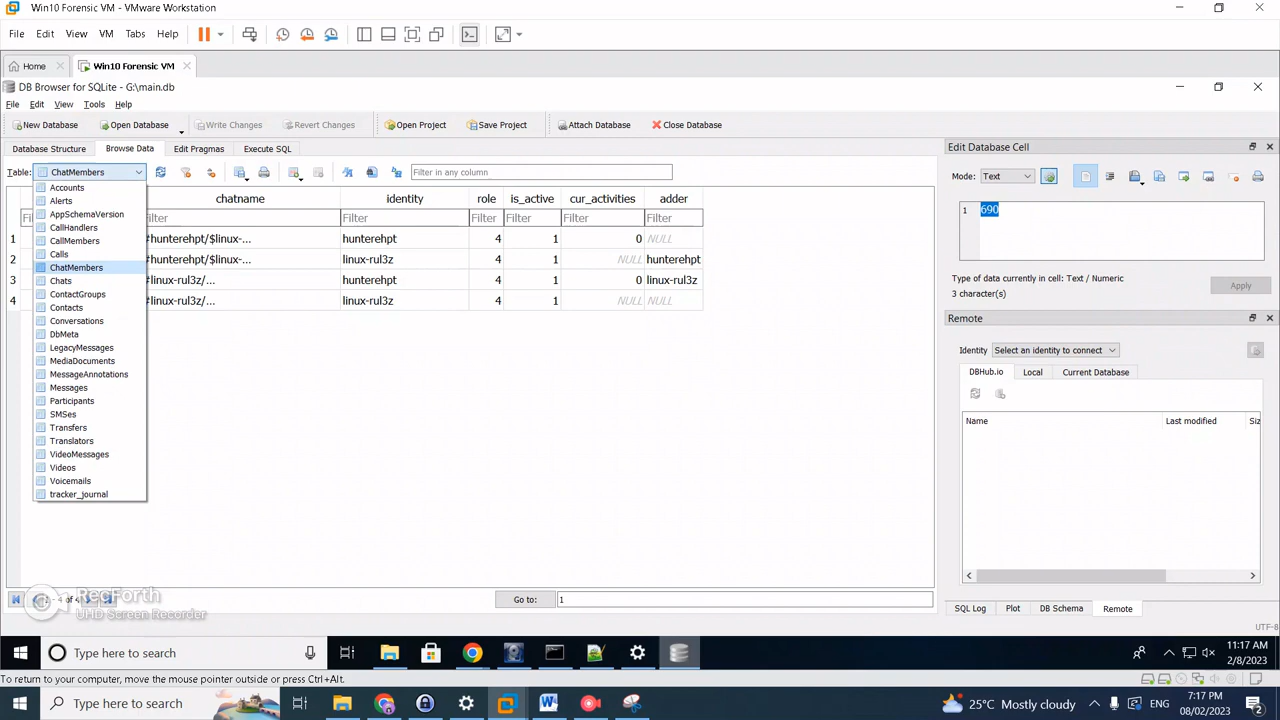 Win10 Forensic VM - VMware Workstation
File Edit View VM Tabs Help
Home Win10 Forensic VM
DB Browser for SQLite - G:\main.db
File Edit View Tools Help
New Database Open Database Write Changes Revert Changes Open Project Save Project Attach Database Close Database
Database Structure Browse Data Edit Pragmas Execute SQL
Table: ChatMembers Filter in any column
Accounts
Alerts
AppSchemaVersion
CallHandlers
CallMembers
Calls
ChatMembers
Chats
ContactGroups
Contacts
Conversations
DbMeta
LegacyMessages
MediaDocuments
MessageAnnotations
Messages
Participants
SMSes
Transfers
Translators
VideoMessages
Videos
Voicemails
tracker_journal
chatname identity role is_active cur_activities adder
Filter Filter Filter Filter Filter Filter
1 #hunterehpt/$linux-... hunterehpt 4 1 0 NULL
2 #hunterehpt/$linux-... linux-rul3z 4 1 NULL hunterehpt
3 #linux-rul3z/... hunterehpt 4 1 0 linux-rul3z
4 #linux-rul3z/... linux-rul3z 4 1 NULL NULL
RecForth
UHD Screen Recorder
Go to: 1
Edit Database Cell
Mode: Text
1 690
Type of data currently in cell: Text / Numeric
3 character(s)
Apply
Remote
Identity Select an identity to connect
DBHub.io Local Current Database
Name Last modified Siz
SQL Log Plot DB Schema Remote
UTF-8
Type here to search
11:17 AM
2/8/2023
To return to your computer, move the mouse pointer outside or press Ctrl+Alt.
Type here to search
25°C Mostly cloudy ENG
7:17 PM
08/02/2023
2